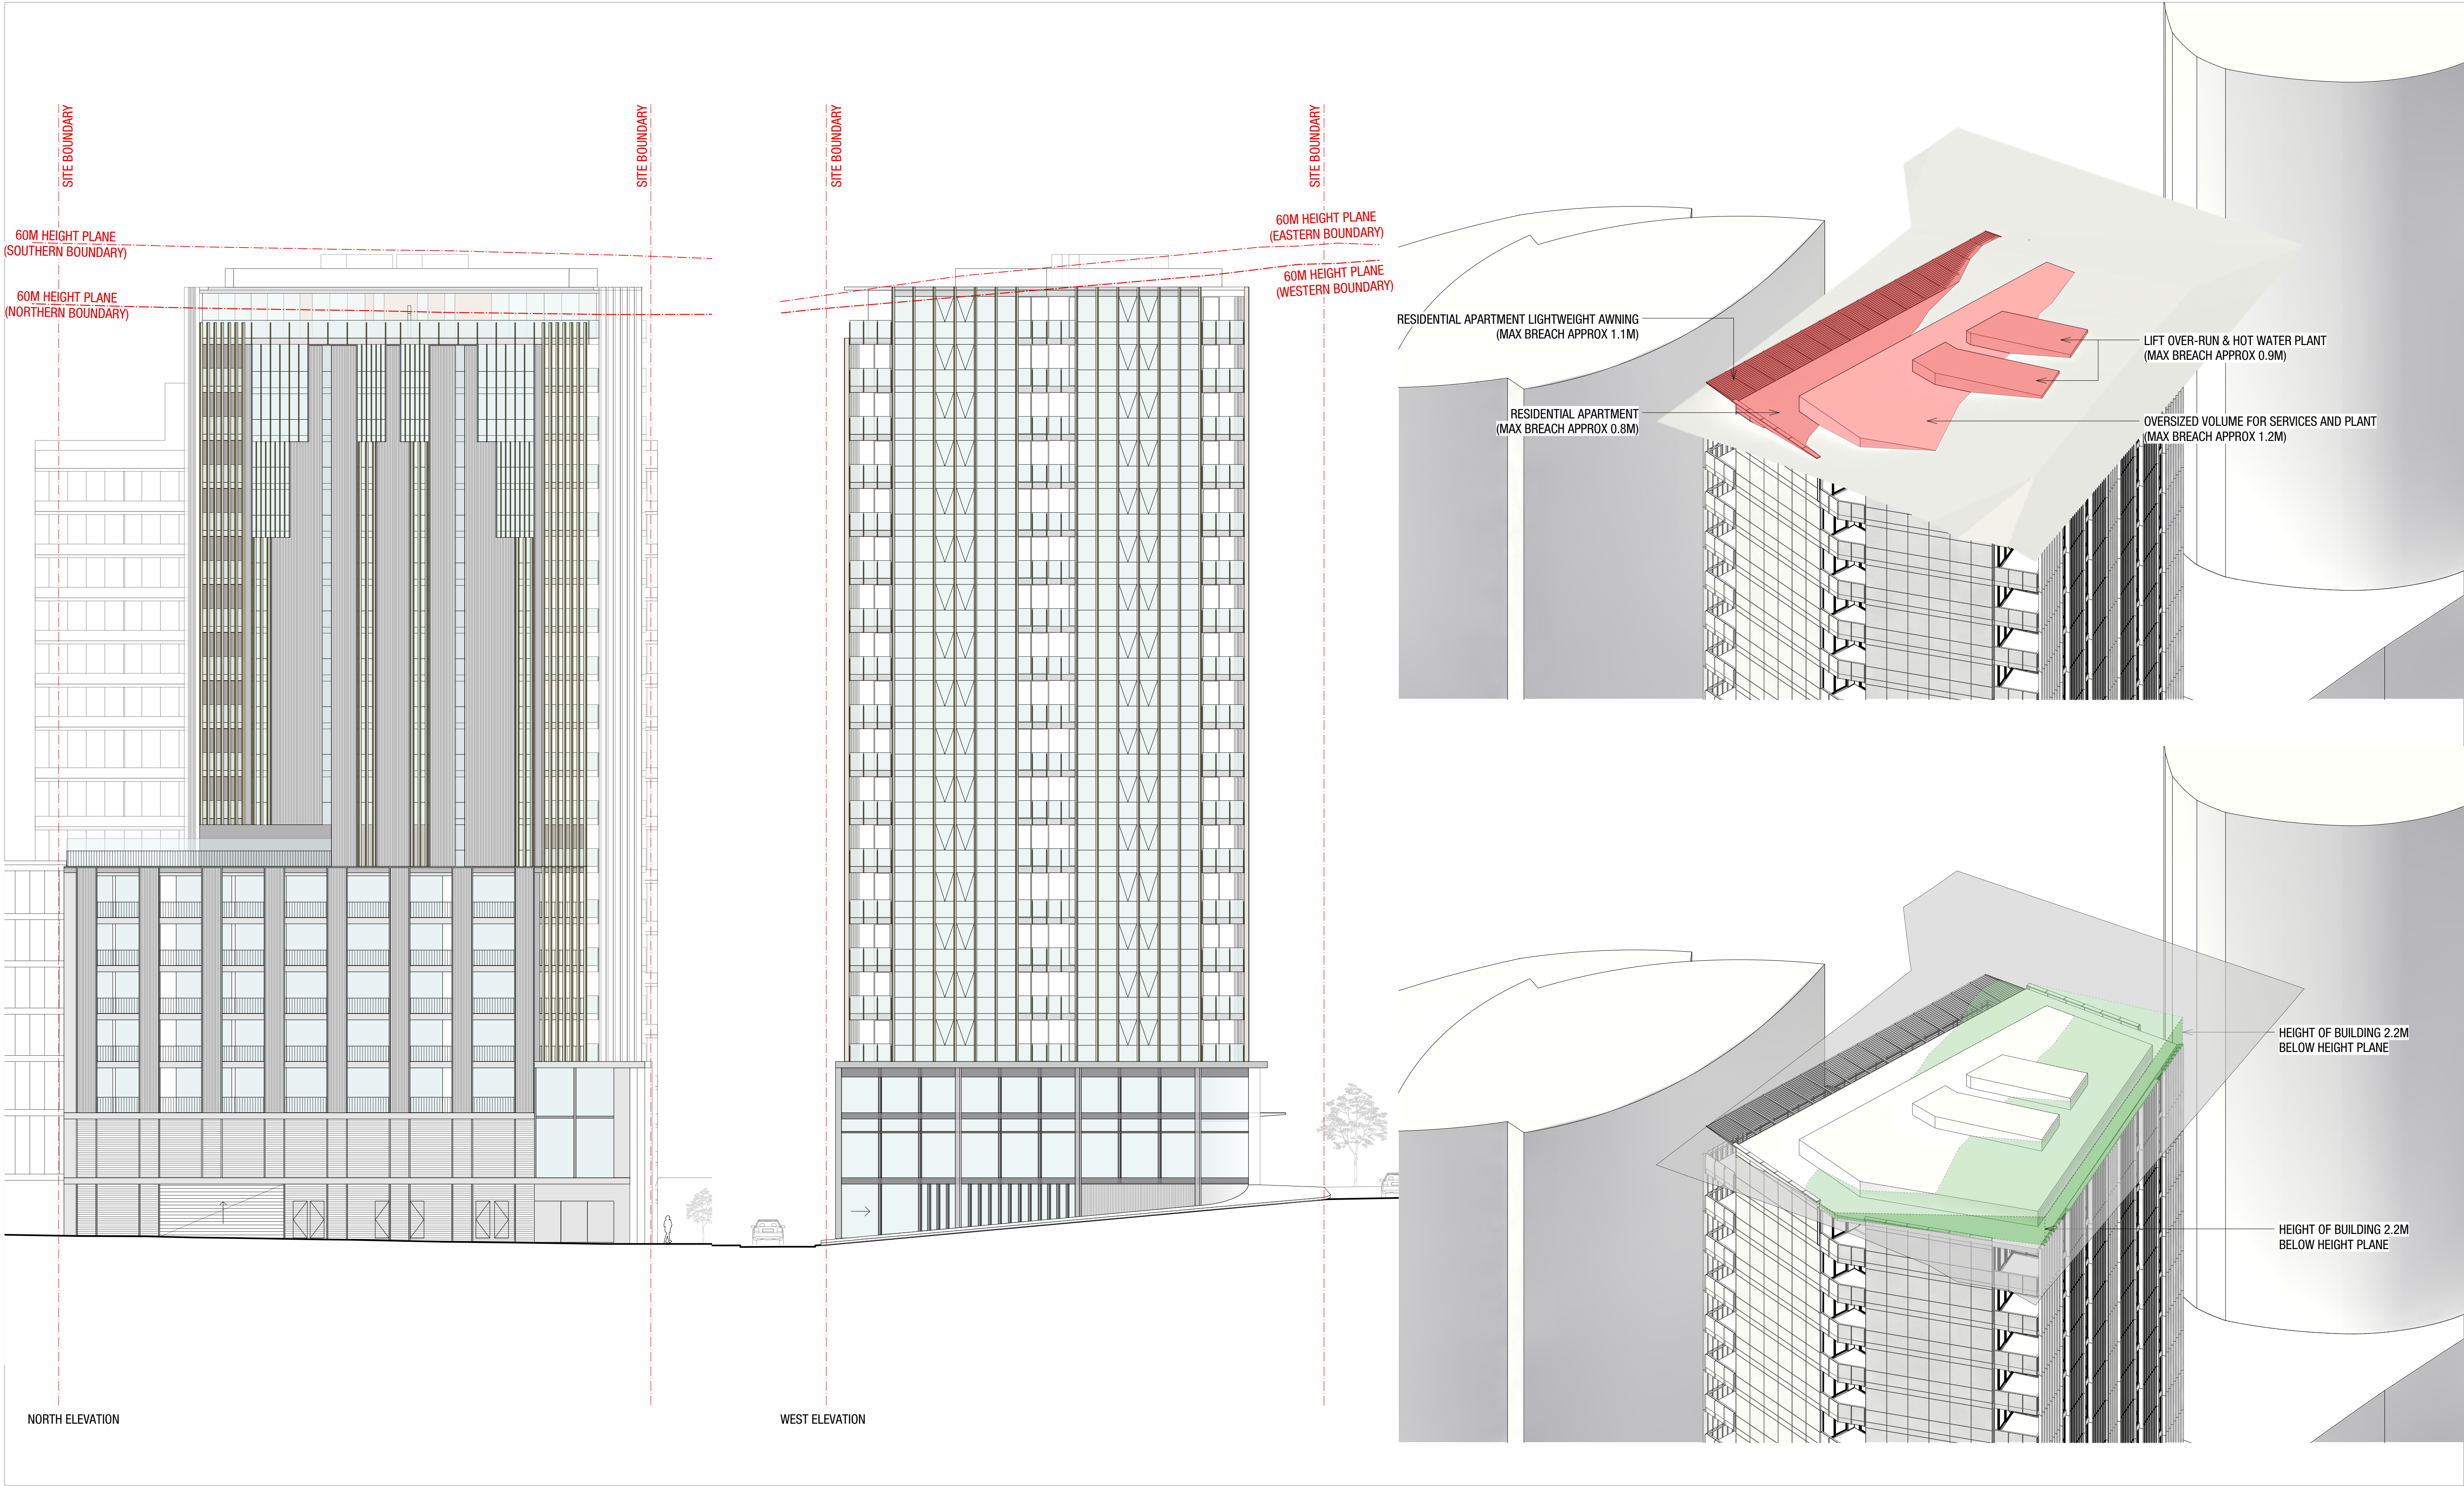 SITE BOUNDARY
SITE BOUNDARY
SITE BOUNDARY
SITE BOUNDARY
60M HEIGHT PLANE
(SOUTHERN BOUNDARY)
60M HEIGHT PLANE
(NORTHERN BOUNDARY)
60M HEIGHT PLANE
(EASTERN BOUNDARY)
60M HEIGHT PLANE
(WESTERN BOUNDARY)
NORTH ELEVATION
WEST ELEVATION
RESIDENTIAL APARTMENT LIGHTWEIGHT AWNING
(MAX BREACH APPROX 1.1M)
RESIDENTIAL APARTMENT
(MAX BREACH APPROX 0.8M)
LIFT OVER-RUN & HOT WATER PLANT
(MAX BREACH APPROX 0.9M)
OVERSIZED VOLUME FOR SERVICES AND PLANT
(MAX BREACH APPROX 1.2M)
HEIGHT OF BUILDING 2.2M
BELOW HEIGHT PLANE
HEIGHT OF BUILDING 2.2M
BELOW HEIGHT PLANE